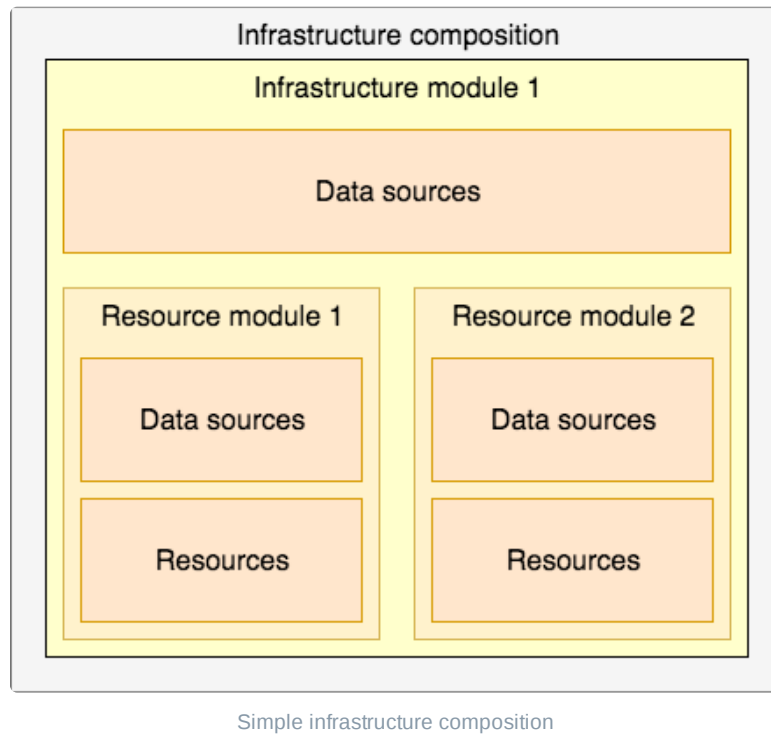 Infrastructure composition
Infrastructure module 1
Data sources
Resource module 1
Data sources
Resources
Resource module 2
Data sources
Resources
Simple infrastructure composition